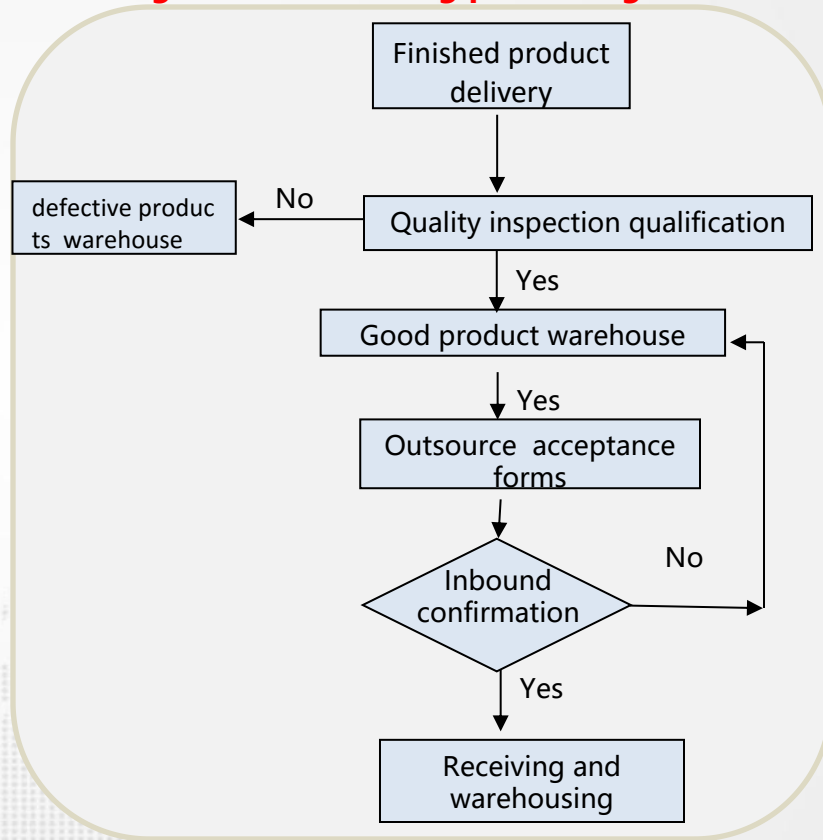 Finished product
delivery
No
defective produc
ts warehouse
Quality inspection qualification
Yes
Good product warehouse
Yes
Outsource acceptance
forms
Inbound
confirmation
No
Yes
Receiving and
warehousing